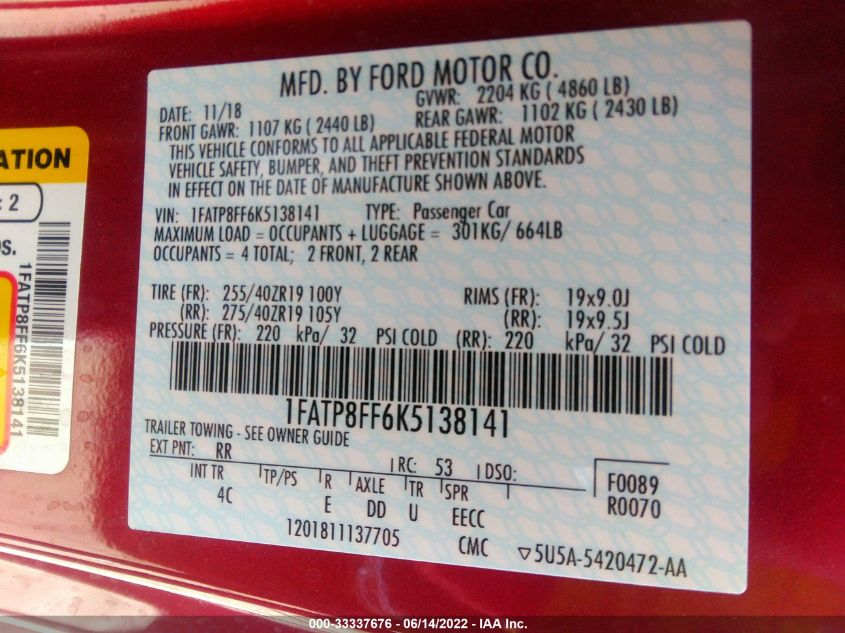 MFD. BY FORD MOTOR CO.
DATE: 11/18 GVWR: 2204 KG ( 4860 LB)
FRONT GAWR: 1107 KG ( 2440 LB) REAR GAWR: 1102 KG ( 2430 LB)
THIS VEHICLE CONFORMS TO ALL APPLICABLE FEDERAL MOTOR
VEHICLE SAFETY, BUMPER, AND THEFT PREVENTION STANDARDS
IN EFFECT ON THE DATE OF MANUFACTURE SHOWN ABOVE.
VIN: 1FATP8FF6K5138141 TYPE: Passenger Car
MAXIMUM LOAD = OCCUPANTS + LUGGAGE = 301KG/ 664LB
OCCUPANTS = 4 TOTAL; 2 FRONT, 2 REAR
TIRE (FR): 255/40ZR19 100Y RIMS (FR): 19x9.0J
(RR): 275/40ZR19 105Y (RR): 19x9.5J
PRESSURE (FR): 220 kPa/ 32 PSI COLD (RR): 220 kPa/ 32 PSI COLD
1FATP8FF6K5138141
TRAILER TOWING - SEE OWNER GUIDE
EXT PNT: RR RC: 53 DSO:
INT TR TP/PS R AXLE TR SPR
4C E DD U EECC
F0089
R0070
1201811137705 CMC ▽5U5A-5420472-AA
ATION
: 2
os.
1FATP8FF6K5138141
000-33337676 - 06/14/2022 - IAA Inc.